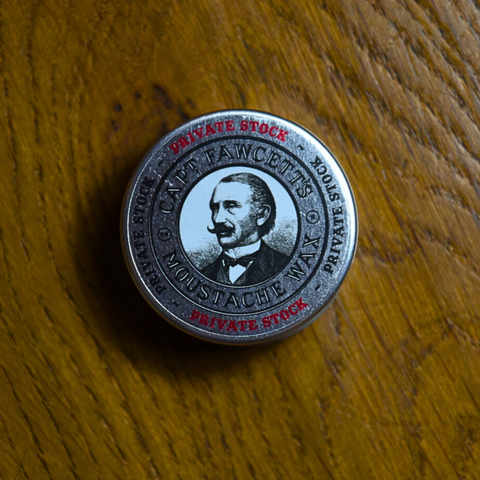 PRIVATE STOCK
PRIVATE STOCK
PRIVATE STOCK
PRIVATE STOCK
CAPT FAWCETT'S
MOUSTACHE WAX